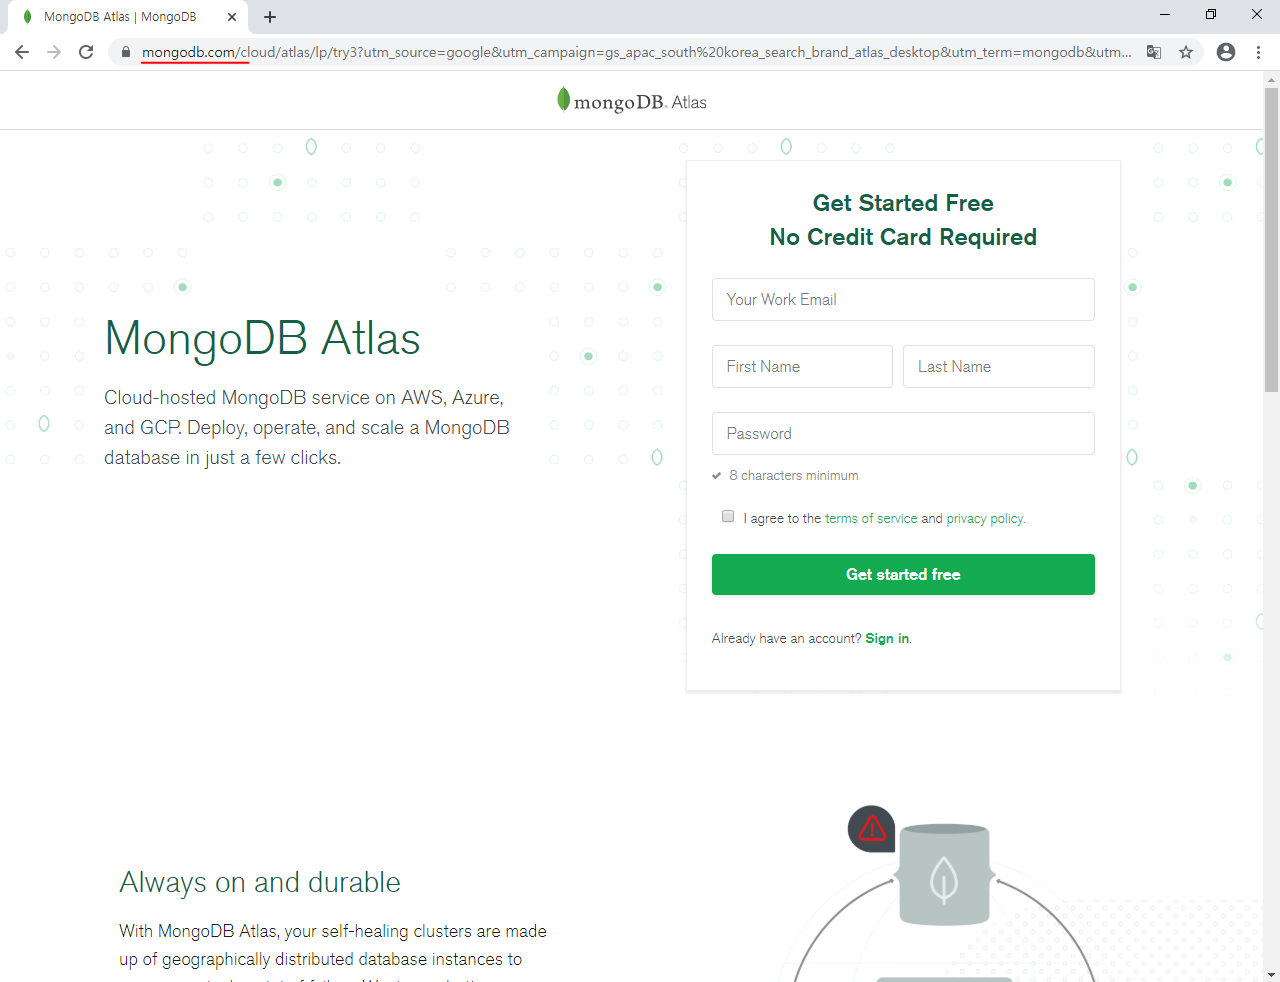 MongoDB Atlas | MongoDB
mongodb.com/cloud/atlas/lp/try3?utm_source=google&utm_campaign=gs_apac_south%20korea_search_brand_atlas_desktop&utm_term=mongodb&utm...
mongoDB. Atlas
Get Started Free
No Credit Card Required
Your Work Email
First Name
Last Name
Password
8 characters minimum
I agree to the terms of service and privacy policy.
Get started free
Already have an account? Sign in.
MongoDB Atlas
Cloud-hosted MongoDB service on AWS, Azure,
and GCP. Deploy, operate, and scale a MongoDB
database in just a few clicks.
Always on and durable
With MongoDB Atlas, your self-healing clusters are made
up of geographically distributed database instances to